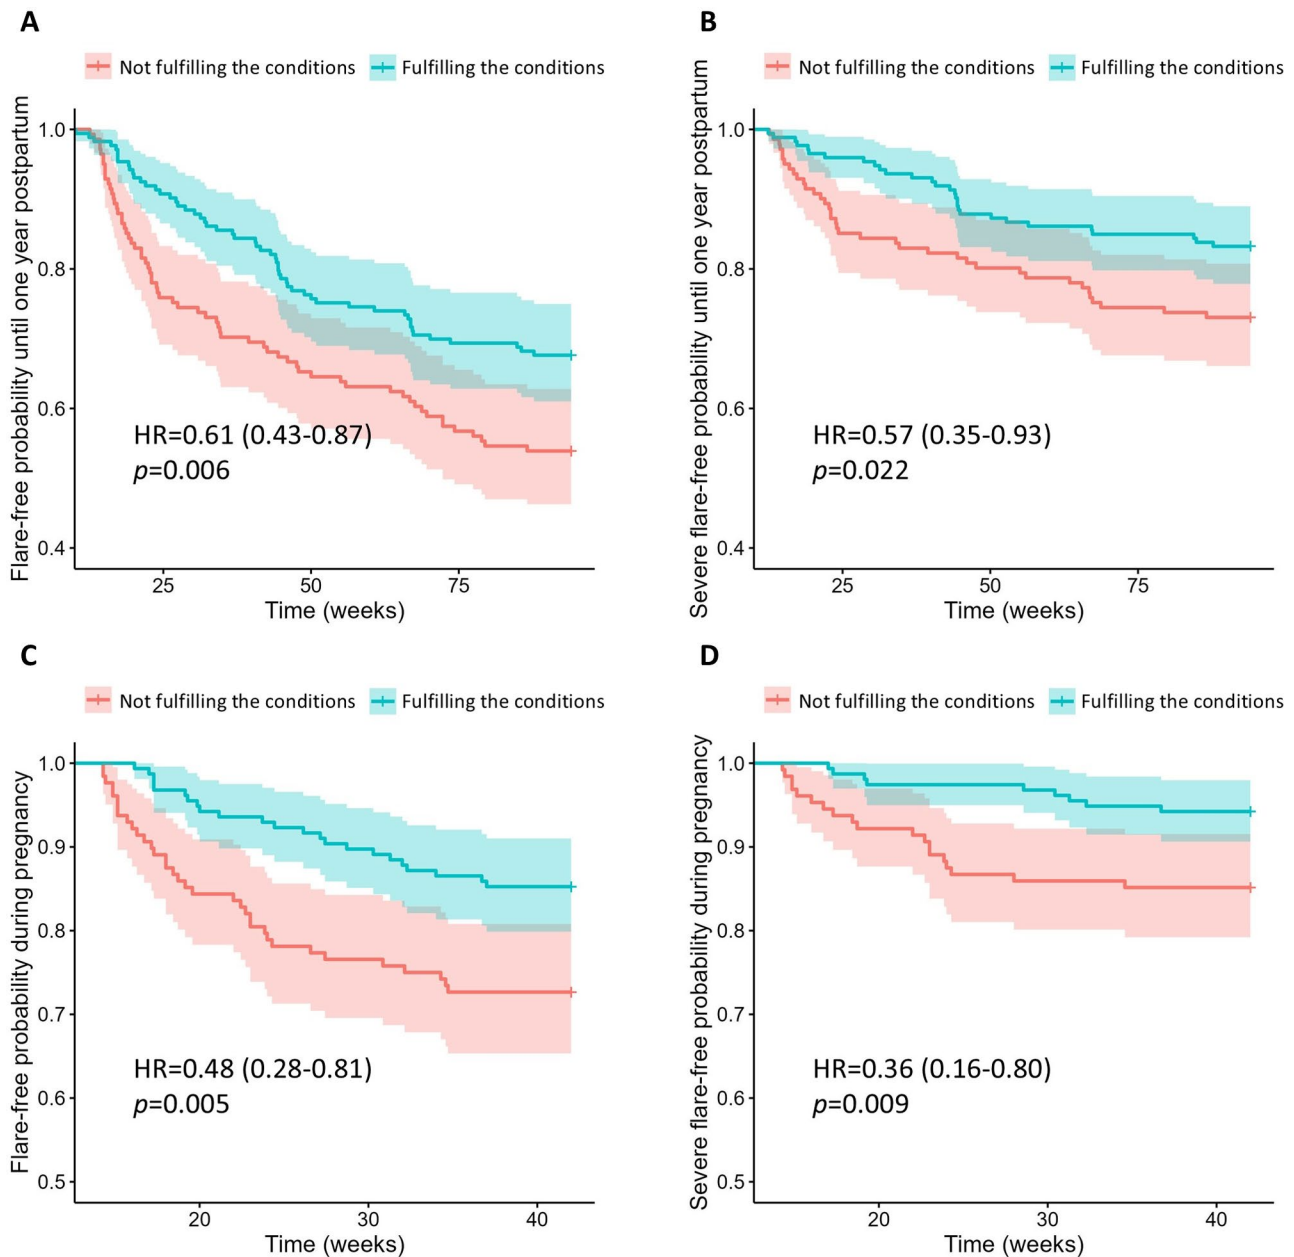 A
Not fulfilling the conditions Fulfilling the conditions
Flare-free probability until one year postpartum
1.0
0.8
0.6
0.4
HR=0.61 (0.43-0.87)
p=0.006
25 50 75
Time (weeks)
B
Not fulfilling the conditions Fulfilling the conditions
Severe flare-free probability until one year postpartum
1.0
0.8
0.6
0.4
HR=0.57 (0.35-0.93)
p=0.022
25 50 75
Time (weeks)
C
Not fulfilling the conditions Fulfilling the conditions
Flare-free probability during pregnancy
1.0
0.9
0.8
0.7
0.6
0.5
HR=0.48 (0.28-0.81)
p=0.005
20 30 40
Time (weeks)
D
Not fulfilling the conditions Fulfilling the conditions
Severe flare-free probability during pregnancy
1.0
0.9
0.8
0.7
0.6
0.5
HR=0.36 (0.16-0.80)
p=0.009
20 30 40
Time (weeks)